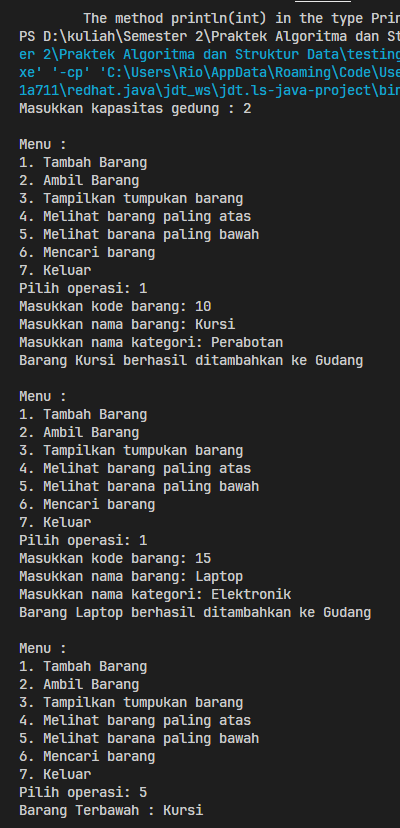 The method println(int) in the type Prin
PS D:\kuliah\Semester 2\Praktek Algoritma dan St
er 2\Praktek Algoritma dan Struktur Data\testing
xe' '-cp' 'C:\Users\Rio\AppData\Roaming\Code\Use
1a711\redhat.java\jdt_ws\jdt.ls-java-project\bin
Masukkan kapasitas gedung : 2
Menu :
1. Tambah Barang
2. Ambil Barang
3. Tampilkan tumpukan barang
4. Melihat barang paling atas
5. Melihat barana paling bawah
6. Mencari barang
7. Keluar
Pilih operasi: 1
Masukkan kode barang: 10
Masukkan nama barang: Kursi
Masukkan nama kategori: Perabotan
Barang Kursi berhasil ditambahkan ke Gudang
Menu :
1. Tambah Barang
2. Ambil Barang
3. Tampilkan tumpukan barang
4. Melihat barang paling atas
5. Melihat barana paling bawah
6. Mencari barang
7. Keluar
Pilih operasi: 1
Masukkan kode barang: 15
Masukkan nama barang: Laptop
Masukkan nama kategori: Elektronik
Barang Laptop berhasil ditambahkan ke Gudang
Menu :
1. Tambah Barang
2. Ambil Barang
3. Tampilkan tumpukan barang
4. Melihat barang paling atas
5. Melihat barana paling bawah
6. Mencari barang
7. Keluar
Pilih operasi: 5
Barang Terbawah : Kursi